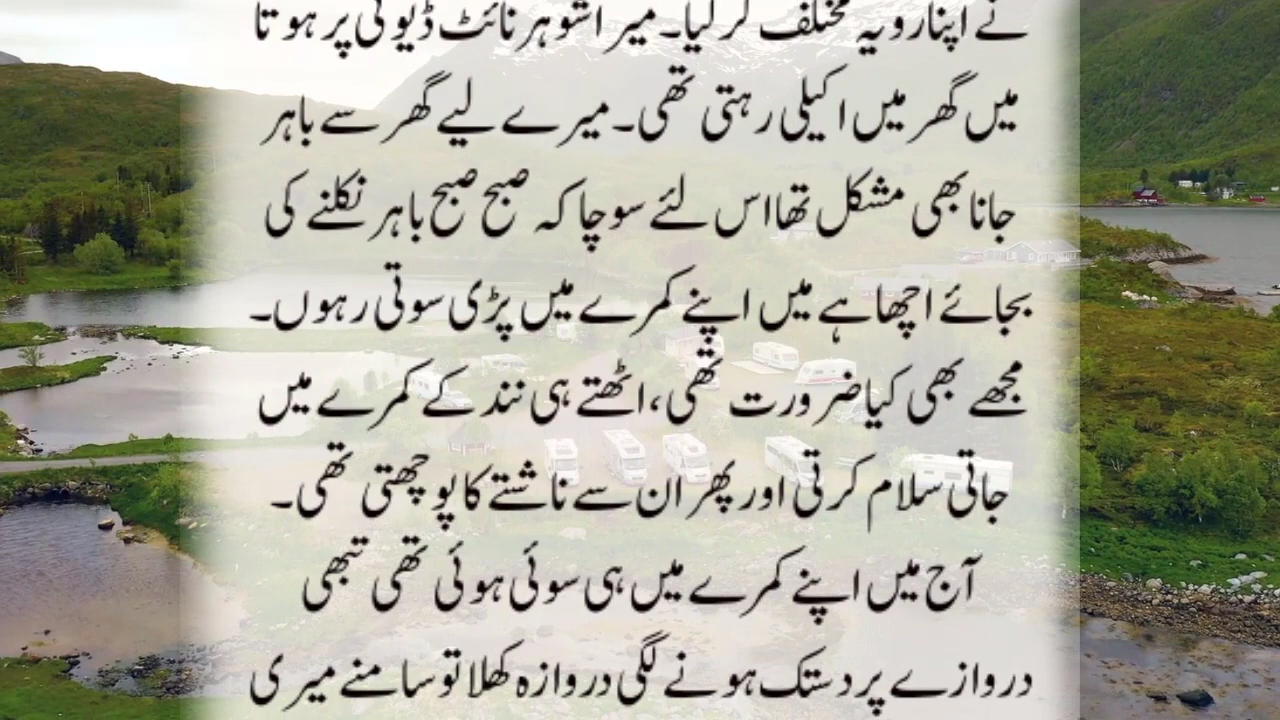 نے اپنا رویہ مختلف کر لیا۔ میرا شوہر نائٹ ڈیوٹی پر ہوتا
میں گھر میں اکیلی رہتی تھی۔ میرے لیے گھر سے باہر
جانا بھی مشکل تھا اس لئے سوچا کہ صبح صبح باہر نکلنے کی
بجائے اچھا ہے میں اپنے کمرے میں پڑی سوتی رہوں۔
مجھے بھی کیا ضرورت تھی، اٹھتے ہی نند کے کمرے میں
جاتی سلام کرتی اور پھر ان سے ناشتے کا پوچھتی تھی۔
آج میں اپنے کمرے میں ہی سوئی ہوئی تھی تبھی
دروازے پر دستک ہونے لگی دروازہ کھلا تو سامنے میری